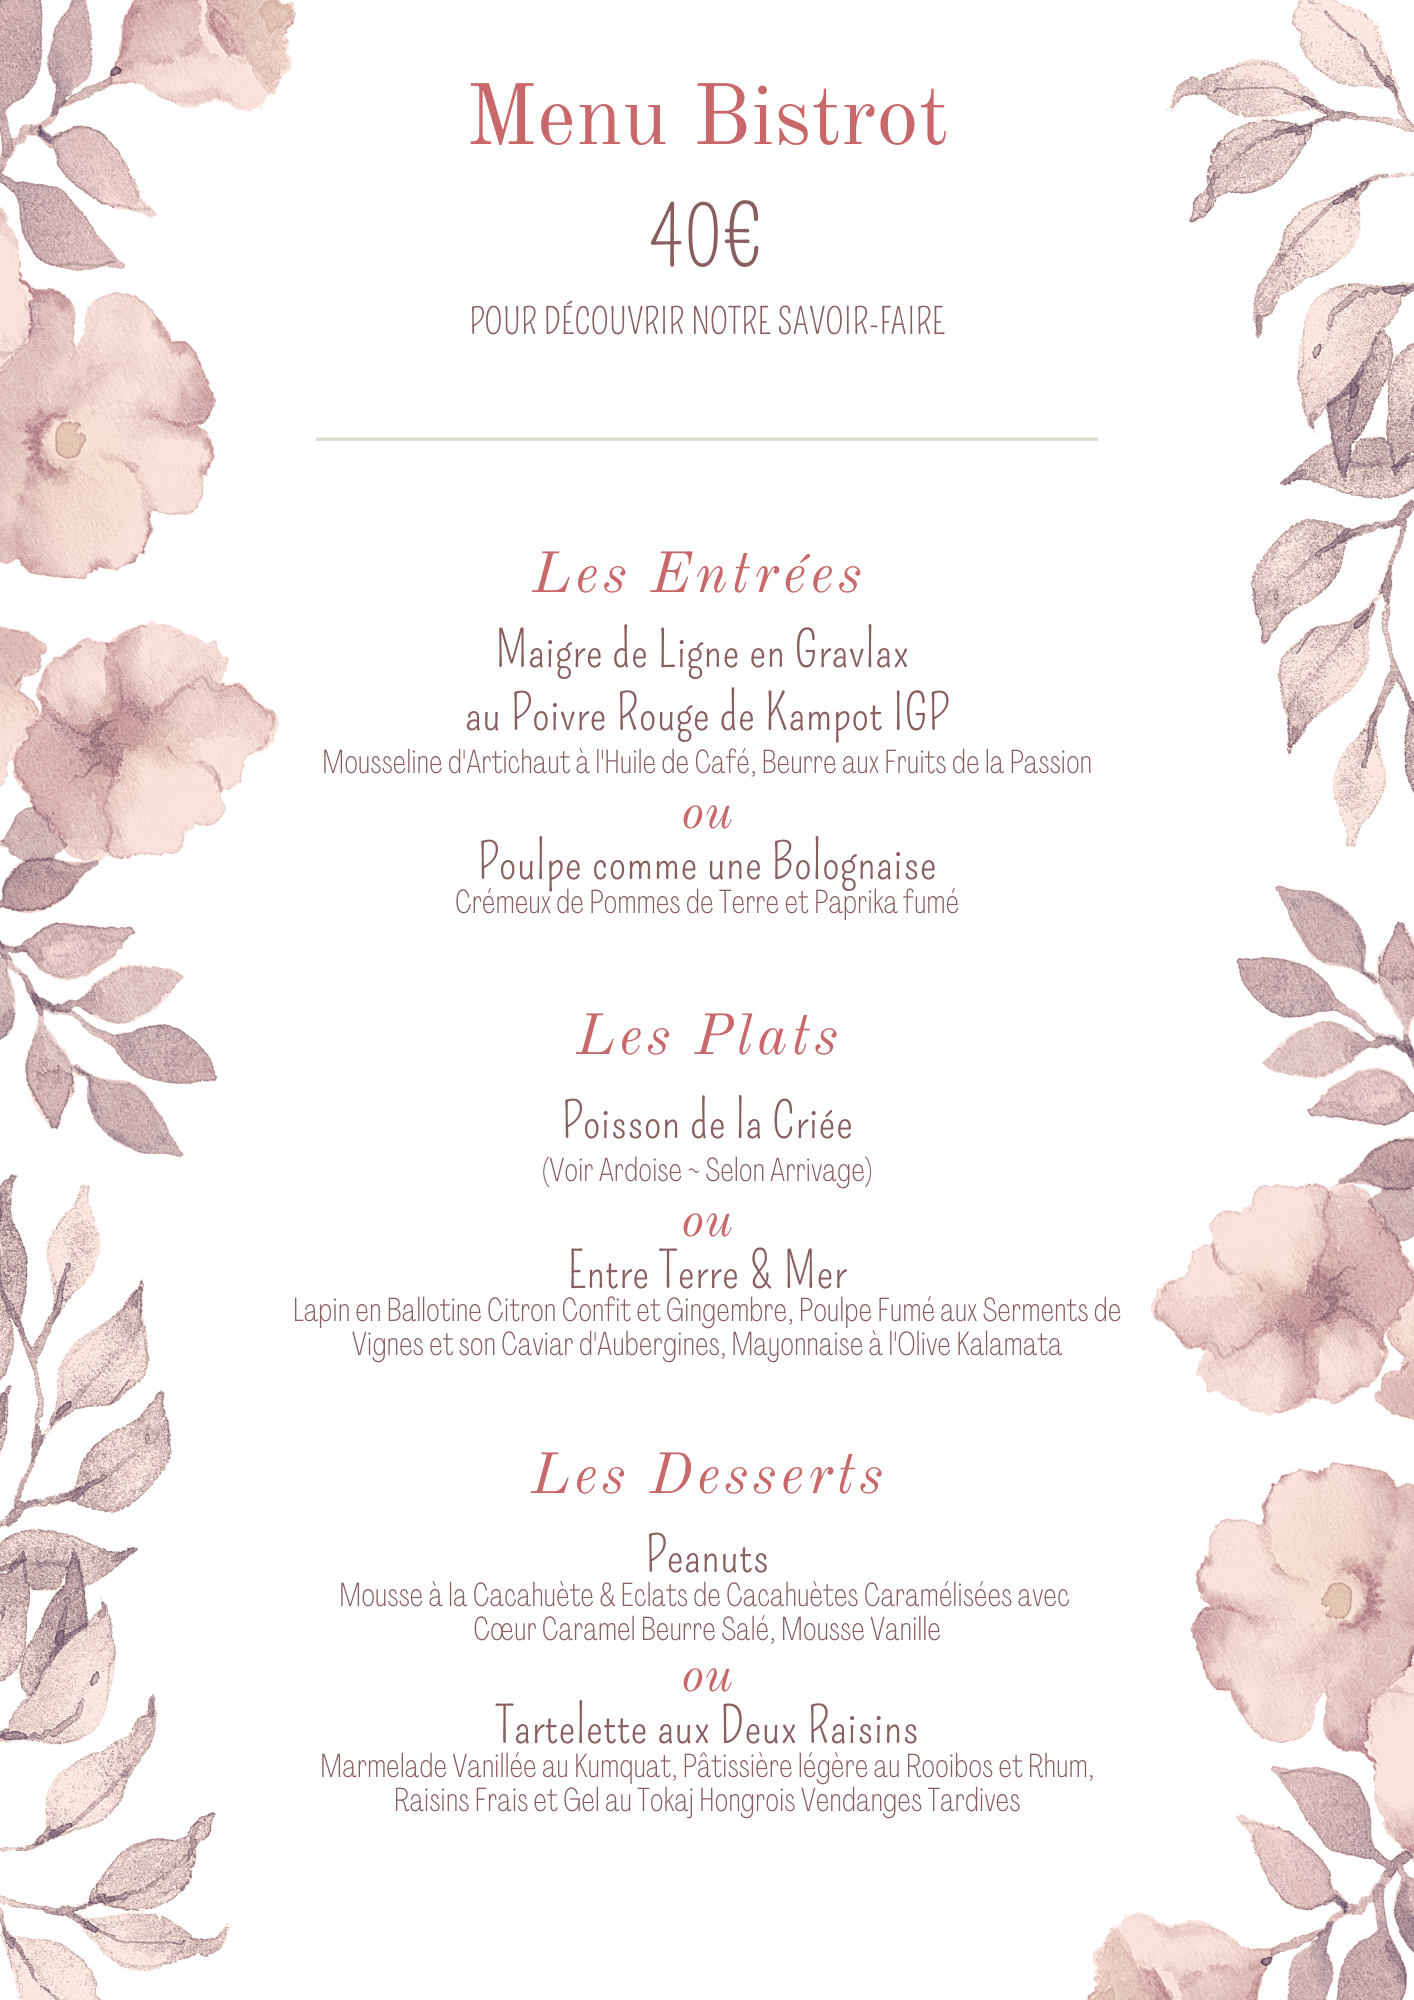 Menu Bistrot
40€
POUR DÉCOUVRIR NOTRE SAVOIR-FAIRE
Les Entrées
Maigre de Ligne en Gravlax
au Poivre Rouge de Kampot IGP
Mousseline d'Artichaut à l'Huile de Café, Beurre aux Fruits de la Passion
ou
Poulpe comme une Bolognaise
Crémeux de Pommes de Terre et Paprika fumé
Les Plats
Poisson de la Criée
(Voir Ardoise ~ Selon Arrivage)
ou
Entre Terre & Mer
Lapin en Ballotine Citron Confit et Gingembre, Poulpe Fumé aux Serments de
Vignes et son Caviar d'Aubergines, Mayonnaise à l'Olive Kalamata
Les Desserts
Peanuts
Mousse à la Cacahuète & Eclats de Cacahuètes Caramélisées avec
Cœur Caramel Beurre Salé, Mousse Vanille
ou
Tartelette aux Deux Raisins
Marmelade Vanillée au Kumquat, Pâtissière légère au Rooibos et Rhum,
Raisins Frais et Gel au Tokaj Hongrois Vendanges Tardives